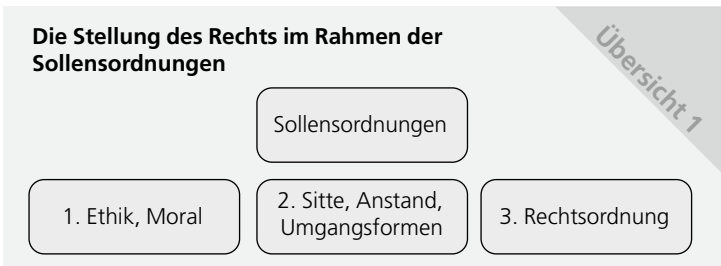 Die Stellung des Rechts im Rahmen der
Sollensordnungen
Übersicht 1
Sollensordnungen
1. Ethik, Moral
2. Sitte, Anstand,
Umgangsformen
3. Rechtsordnung